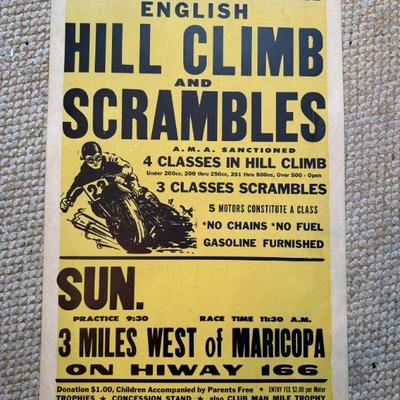 ENGLISH
HILL CLIMB
AND
SCRAMBLES
A.M.A. SANCTIONED
4 CLASSES IN HILL CLIMB
Under 200cc, 200 thru 250cc, 251 thru 500cc, Over 500 - Open
3 CLASSES SCRAMBLES
5 MOTORS CONSTITUTE A CLASS
*NO CHAINS *NO FUEL
GASOLINE FURNISHED
SUN.
PRACTICE 9:30 RACE TIME 11:30 A.M.
3 MILES WEST of MARICOPA
ON HIWAY 166
Donation $1.00, Children Accompanied by Parents Free ★ ENTRY FEE $2.00 per Motor
TROPHIES ★ CONCESSION STAND ★ also CLUB MAN MILE TROPHY